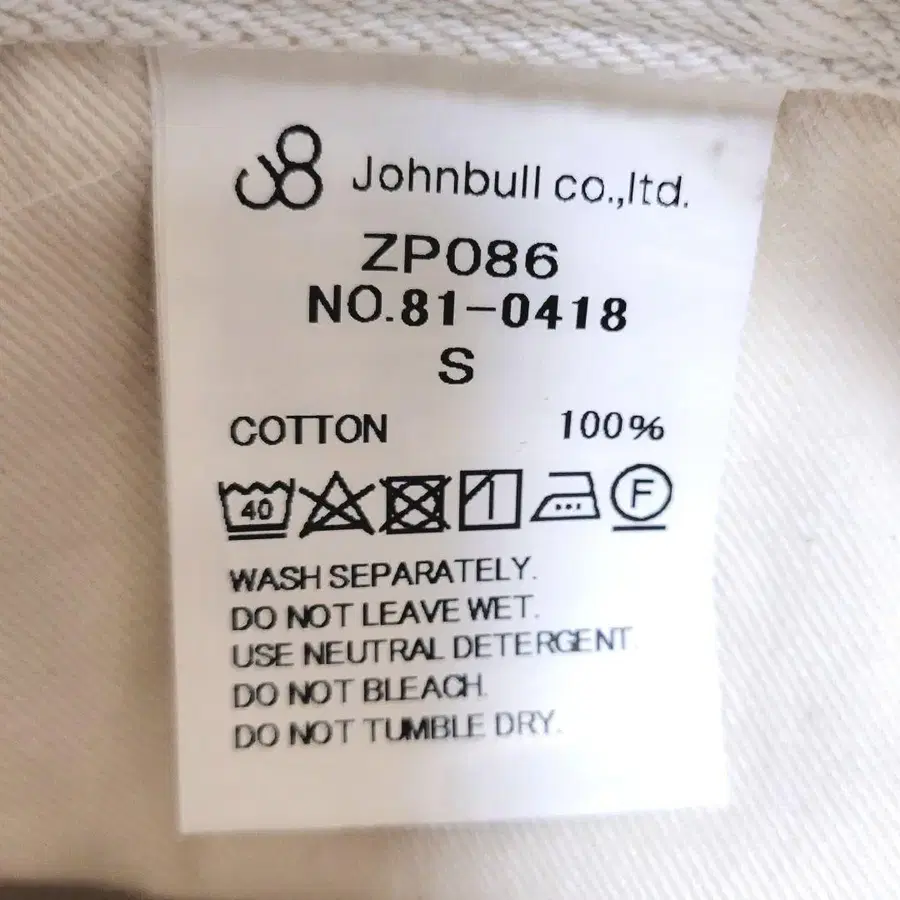 Johnbull co.,ltd.
ZP086
NO.81-0418
S
COTTON 100%
40 F
WASH SEPARATELY.
DO NOT LEAVE WET.
USE NEUTRAL DETERGENT.
DO NOT BLEACH.
DO NOT TUMBLE DRY.